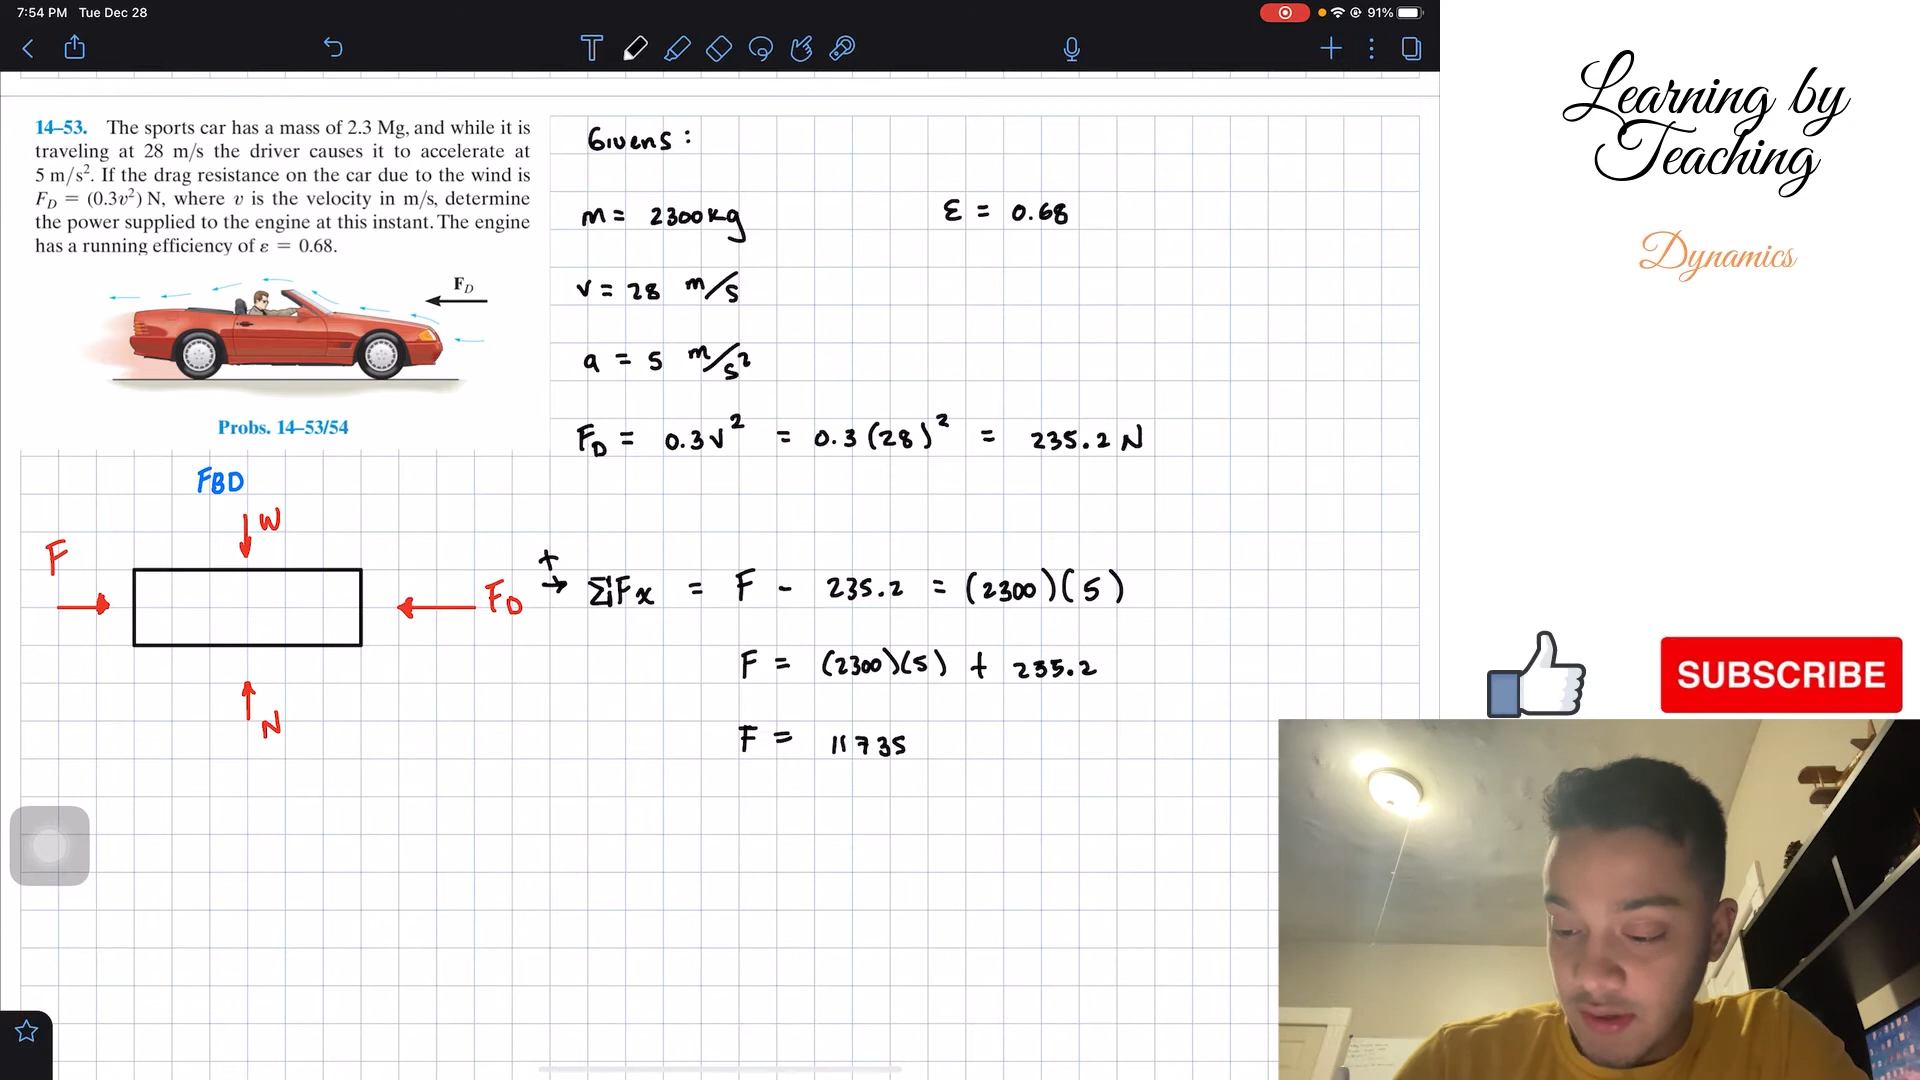 7:54 PM Tue Dec 28
91%
14–53. The sports car has a mass of 2.3 Mg, and while it is
traveling at 28 m/s the driver causes it to accelerate at
5 m/s². If the drag resistance on the car due to the wind is
F_D = (0.3v²) N, where v is the velocity in m/s, determine
the power supplied to the engine at this instant. The engine
has a running efficiency of ε = 0.68.
F_D
Probs. 14–53/54
FBD
W
F
F_D
N
Givens :
m = 2300 kg
ε = 0.68
v = 28 m/s
a = 5 m/s²
F_D = 0.3v² = 0.3(28)² = 235.2 N
+
→ ΣFx = F - 235.2 = (2300)(5)
F = (2300)(5) + 235.2
F = 11735
Learning by
Teaching
Dynamics
SUBSCRIBE